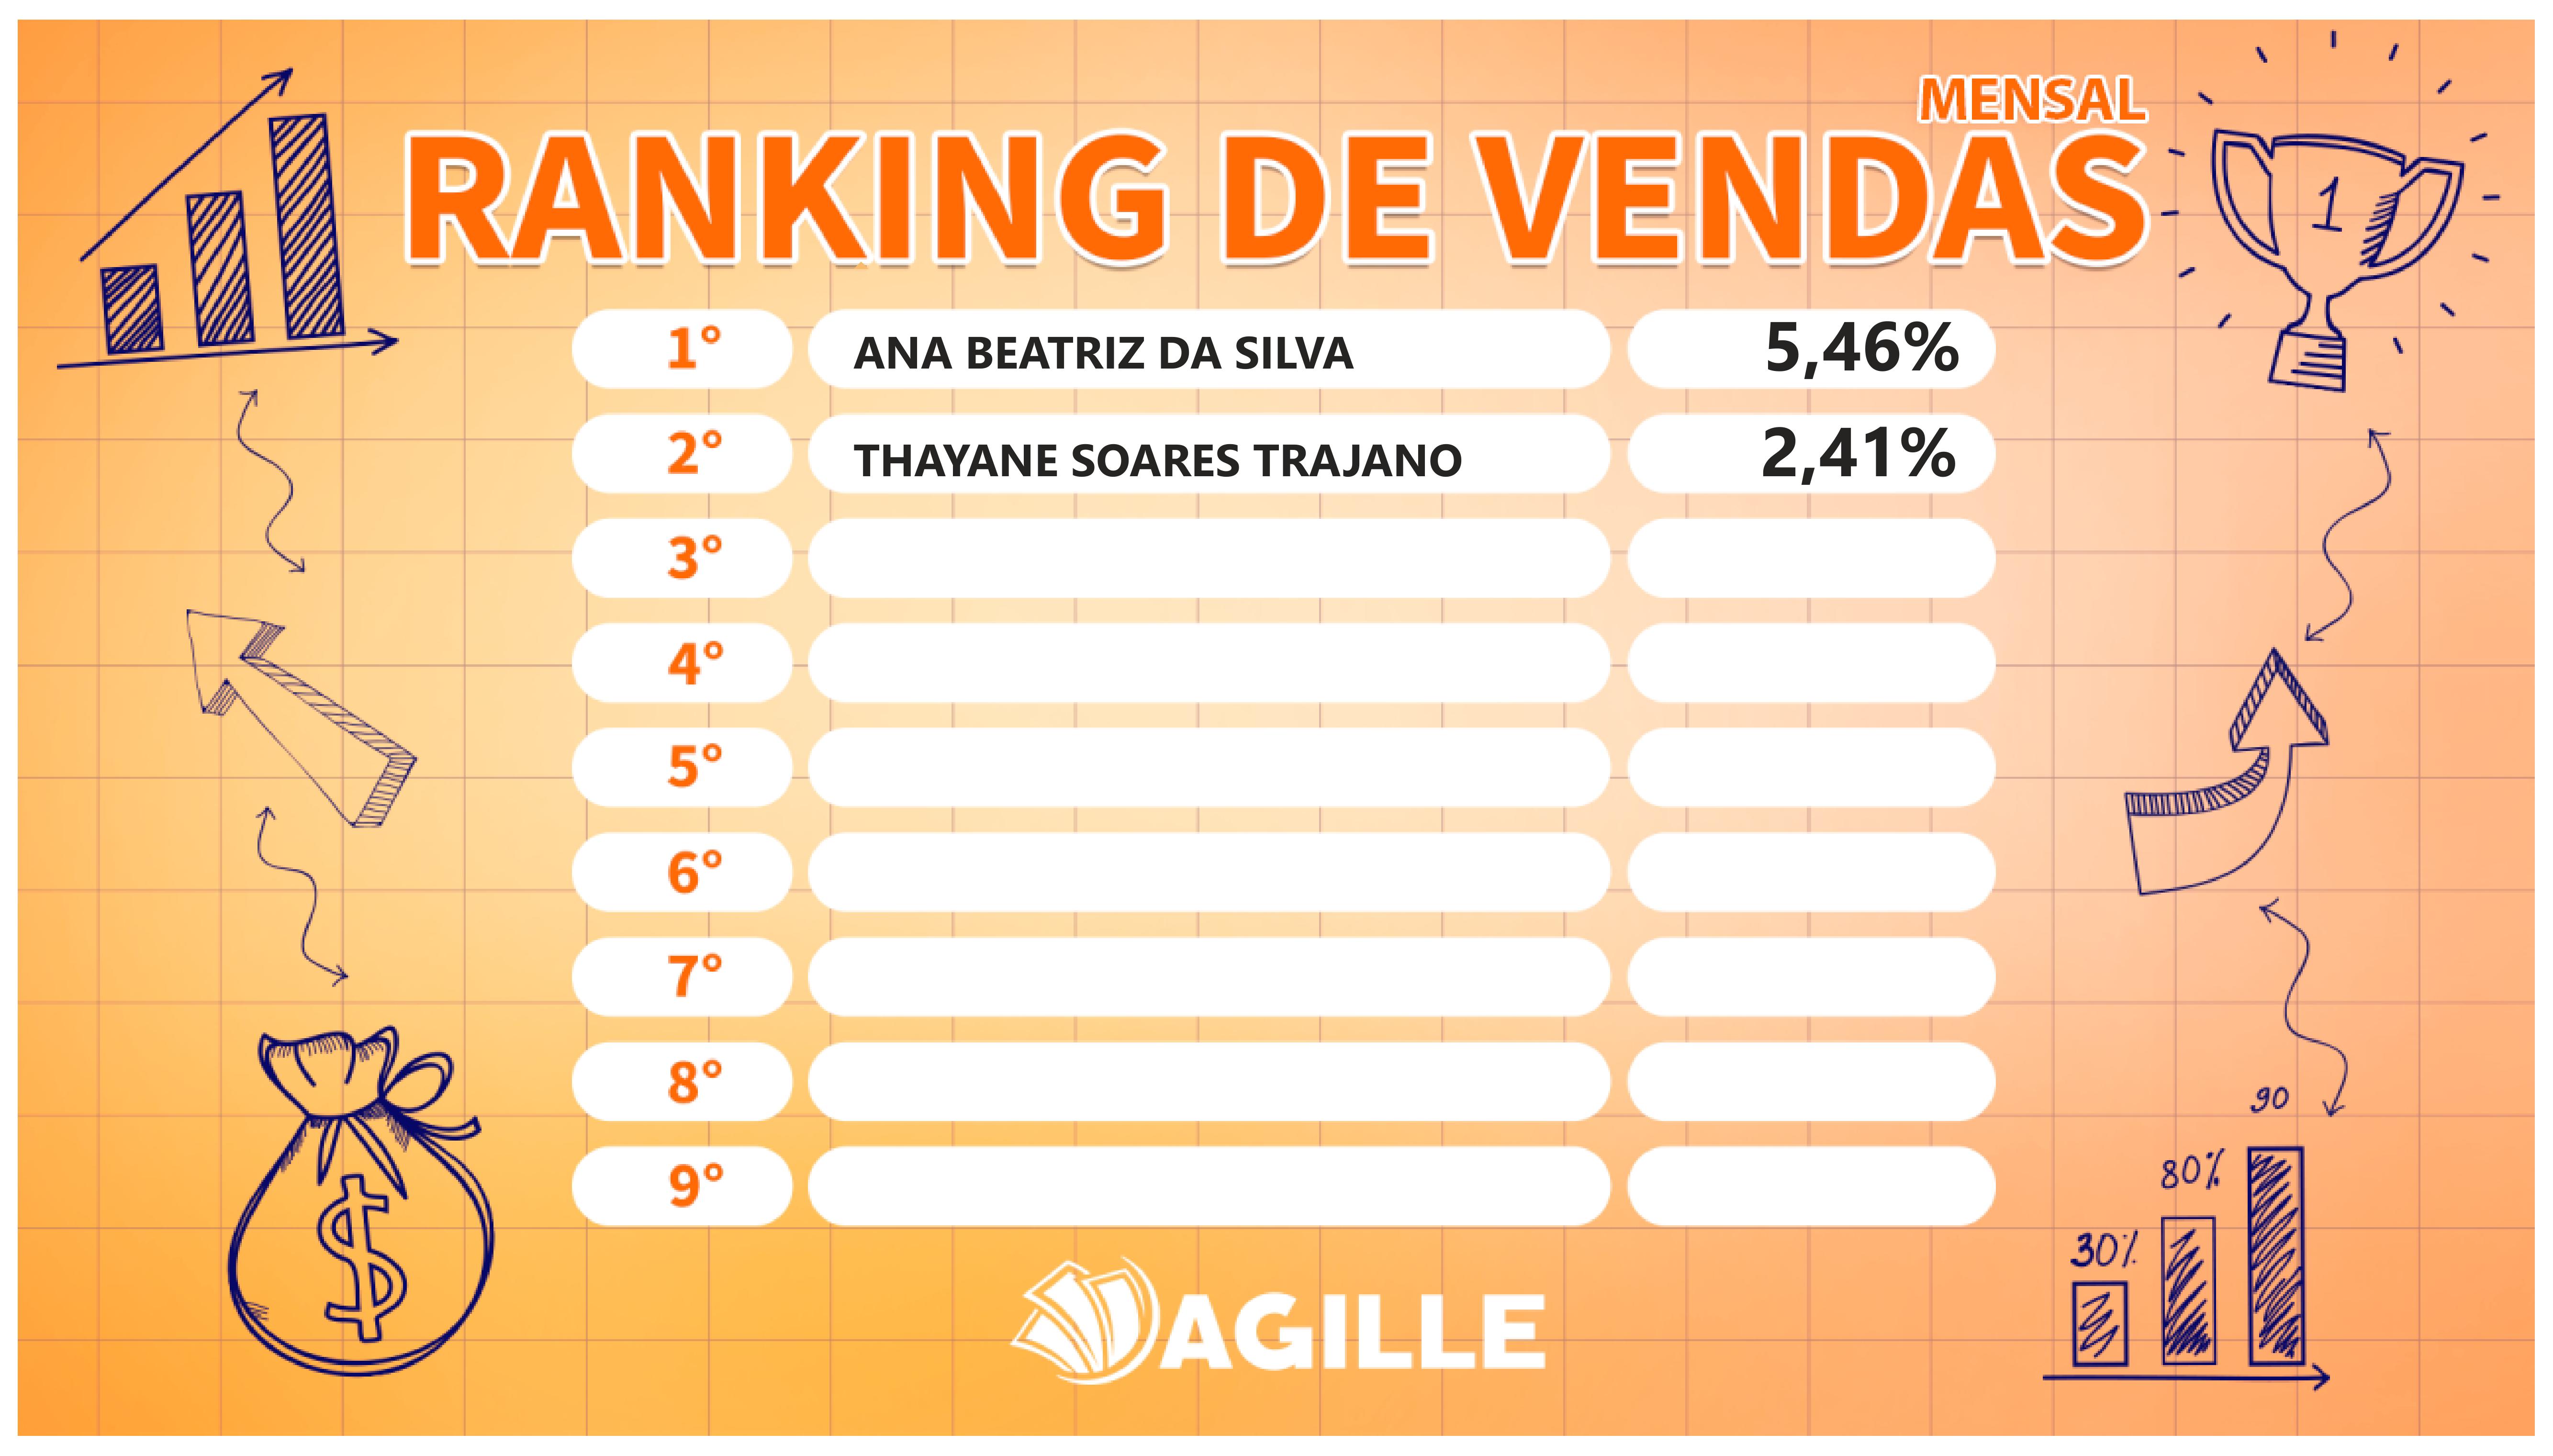 MENSAL
RANKING DE VENDAS
1
1° ANA BEATRIZ DA SILVA 5,46%
2° THAYANE SOARES TRAJANO 2,41%
3°
4°
5°
6°
7°
8°
9°
90
80%
30%
$
AGILLE